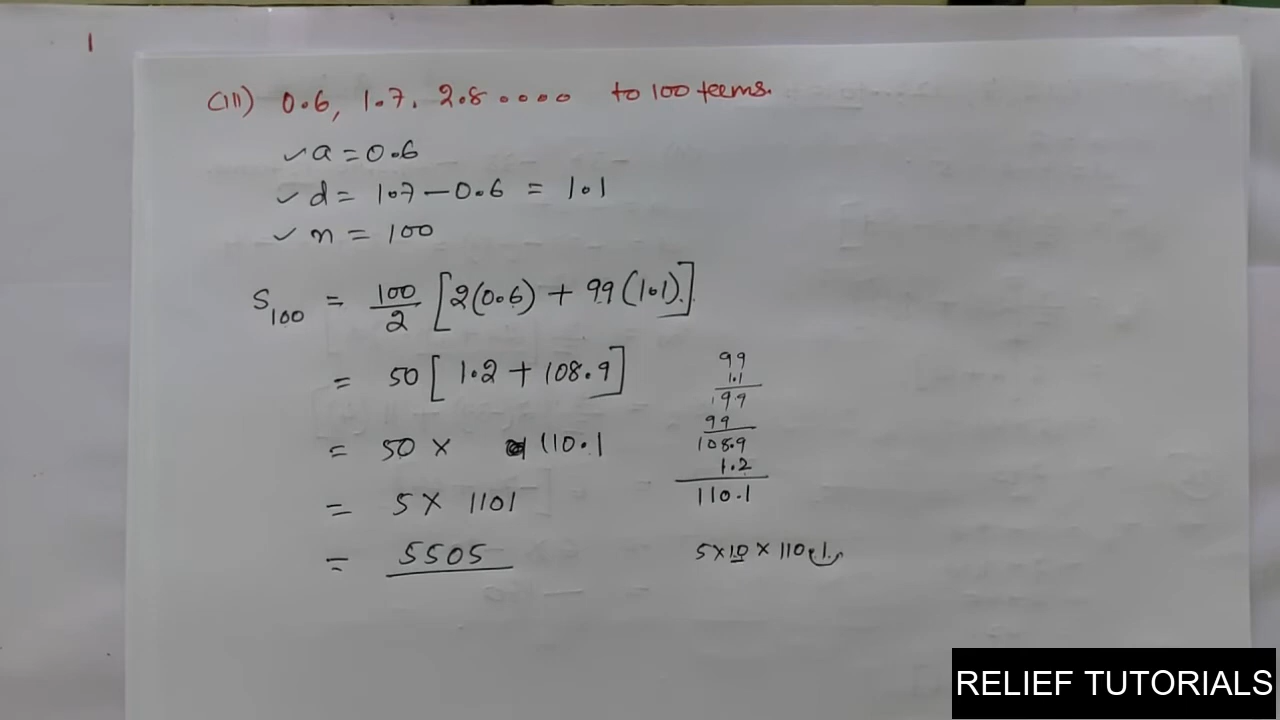 1
(iii) 0.6, 1.7, 2.8 .... to 100 terms.
✓ a = 0.6
✓ d = 1.7 — 0.6 = 1.1
✓ n = 100
S100 = 100/2 [2(0.6) + 99(1.1)]
= 50 [1.2 + 108.9]
= 50 × 110.1
= 5 × 1101
= 5505
99
1.1
99
99
108.9
1.2
110.1
5×10 × 110.1
RELIEF TUTORIALS